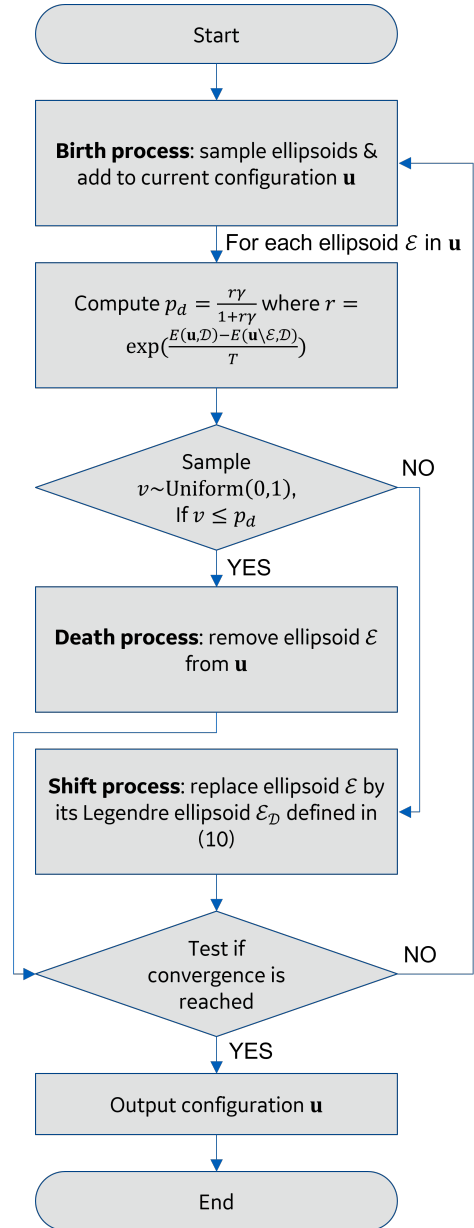 Start
Birth process: sample ellipsoids &
add to current configuration u
For each ellipsoid ℰ in u
Compute p_d = rγ/(1+rγ) where r =
exp((E(u,𝒟)−E(u\ℰ,𝒟))/T)
Sample
v~Uniform(0,1),
If v ≤ p_d
NO
YES
Death process: remove ellipsoid ℰ
from u
Shift process: replace ellipsoid ℰ by
its Legendre ellipsoid ℰ_𝒟 defined in
(10)
Test if
convergence is
reached
NO
YES
Output configuration u
End